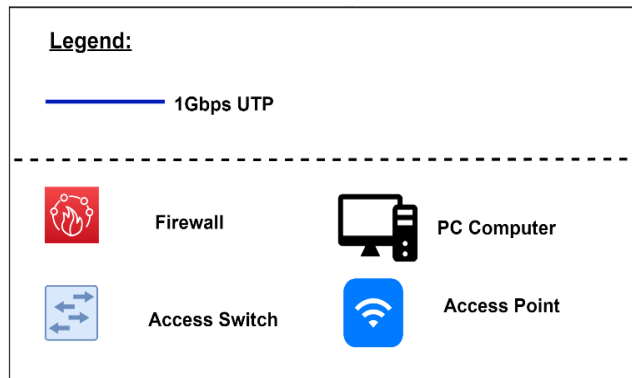 Legend:
1Gbps UTP
Firewall
PC Computer
Access Switch
Access Point